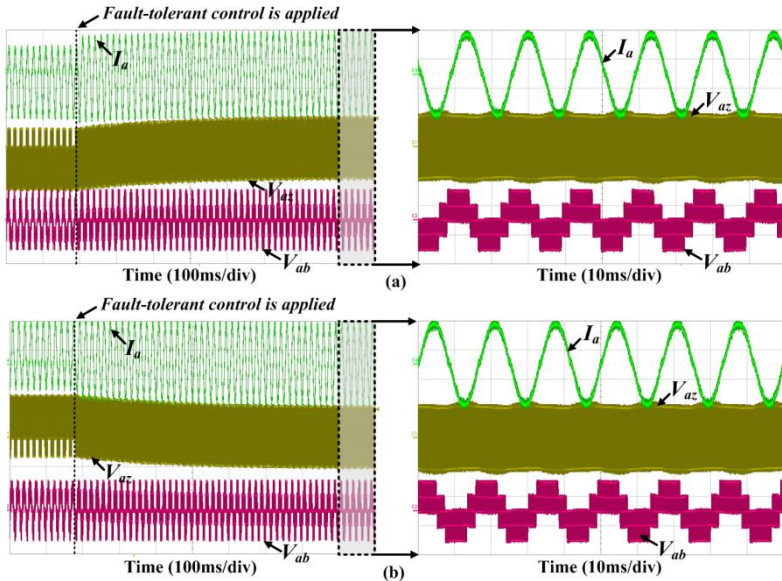 Fault-tolerant control is applied
Ia
Vaz
Vab
Time (100ms/div)
Ia
Vaz
Vab
Time (10ms/div)
(a)
Fault-tolerant control is applied
Ia
Vaz
Vab
Time (100ms/div)
Ia
Vaz
Vab
Time (10ms/div)
(b)